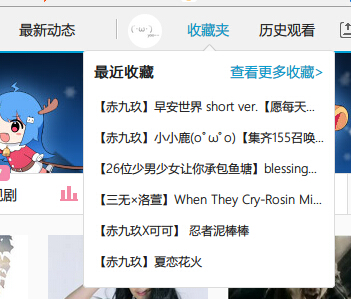 最新动态
收藏夹
历史观看
最近收藏
查看更多收藏>
【赤九玖】早安世界 short ver.【愿每天...
【赤九玖】小小鹿(o˚ω˚o)【集齐155召唤...
【26位少男少女让你承包鱼塘】blessing...
【三无×洛萱】When They Cry-Rosin Mi...
【赤九玖X可可】 忍者泥棒棒
【赤九玖】夏恋花火
剧